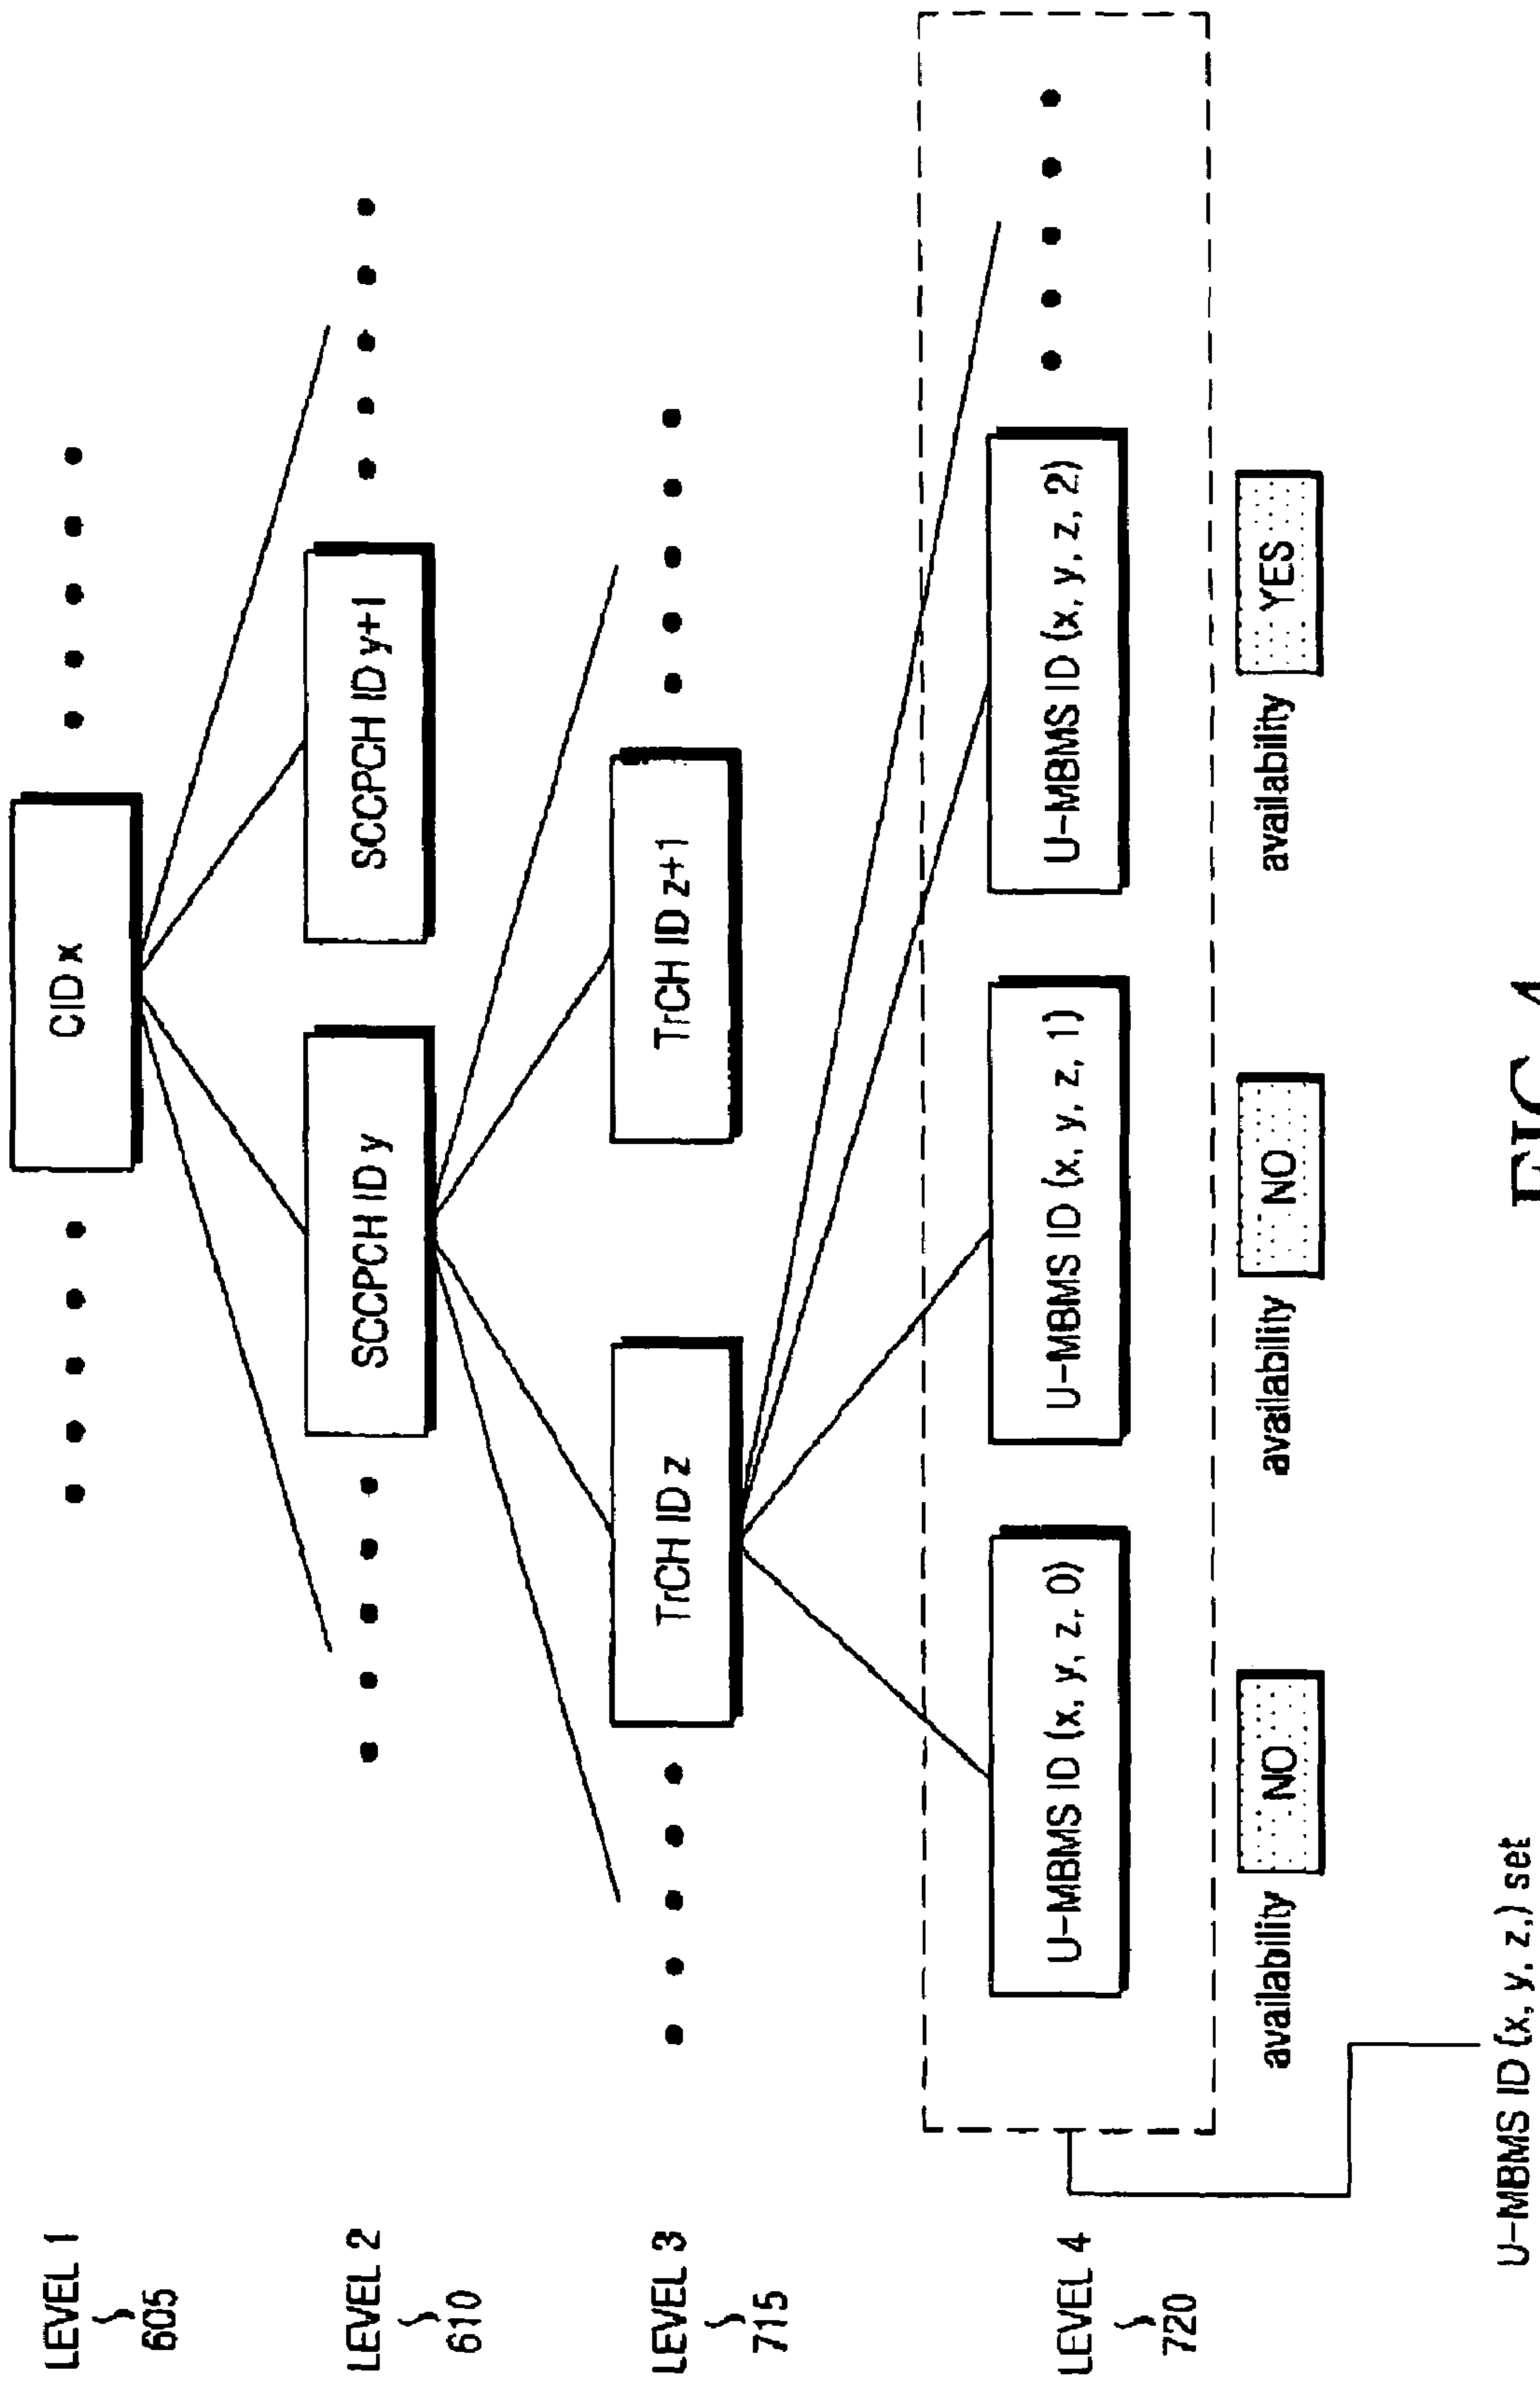 LEVEL 1
605
CID x
LEVEL 2
610
SCCPCH ID y
SCCPCH ID y+1
LEVEL 3
715
TrCH ID z
TrCH ID z+1
LEVEL 4
720
U-MBMS ID (x, y, z, 0)
U-MBMS ID (x, y, z, 1)
U-MBMS ID (x, y, z, 2)
availability NO
availability NO
availability YES
U-MBMS ID (x, y, z,) set
FIG. 4